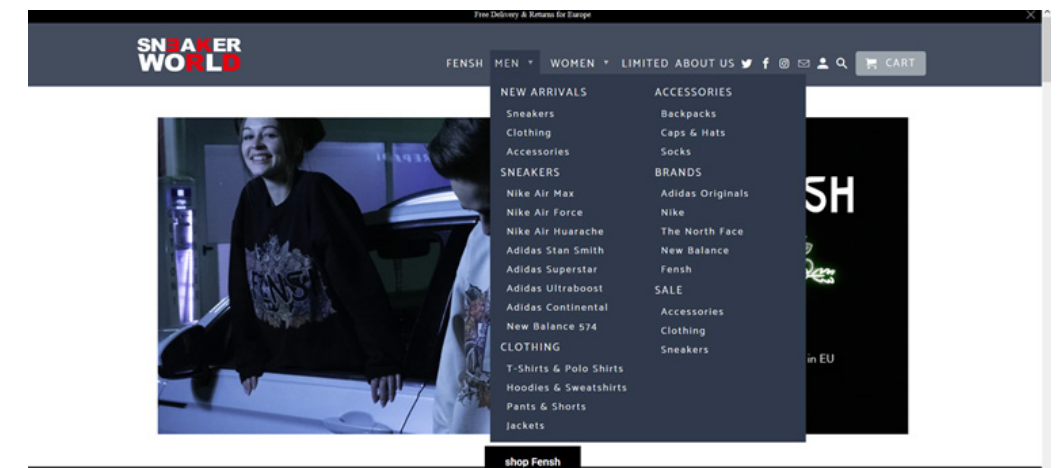 Free Delivery & Returns for Europe
SNEAKER
WORLD
FENSH MEN WOMEN LIMITED ABOUT US CART
NEW ARRIVALS
Sneakers
Clothing
Accessories
SNEAKERS
Nike Air Max
Nike Air Force
Nike Air Huarache
Adidas Stan Smith
Adidas Superstar
Adidas Ultraboost
Adidas Continental
New Balance 574
CLOTHING
T-Shirts & Polo Shirts
Hoodies & Sweatshirts
Pants & Shorts
Jackets
ACCESSORIES
Backpacks
Caps & Hats
Socks
BRANDS
Adidas Originals
Nike
The North Face
New Balance
Fensh
SALE
Accessories
Clothing
Sneakers
FENSH
SH
in EU
shop Fensh